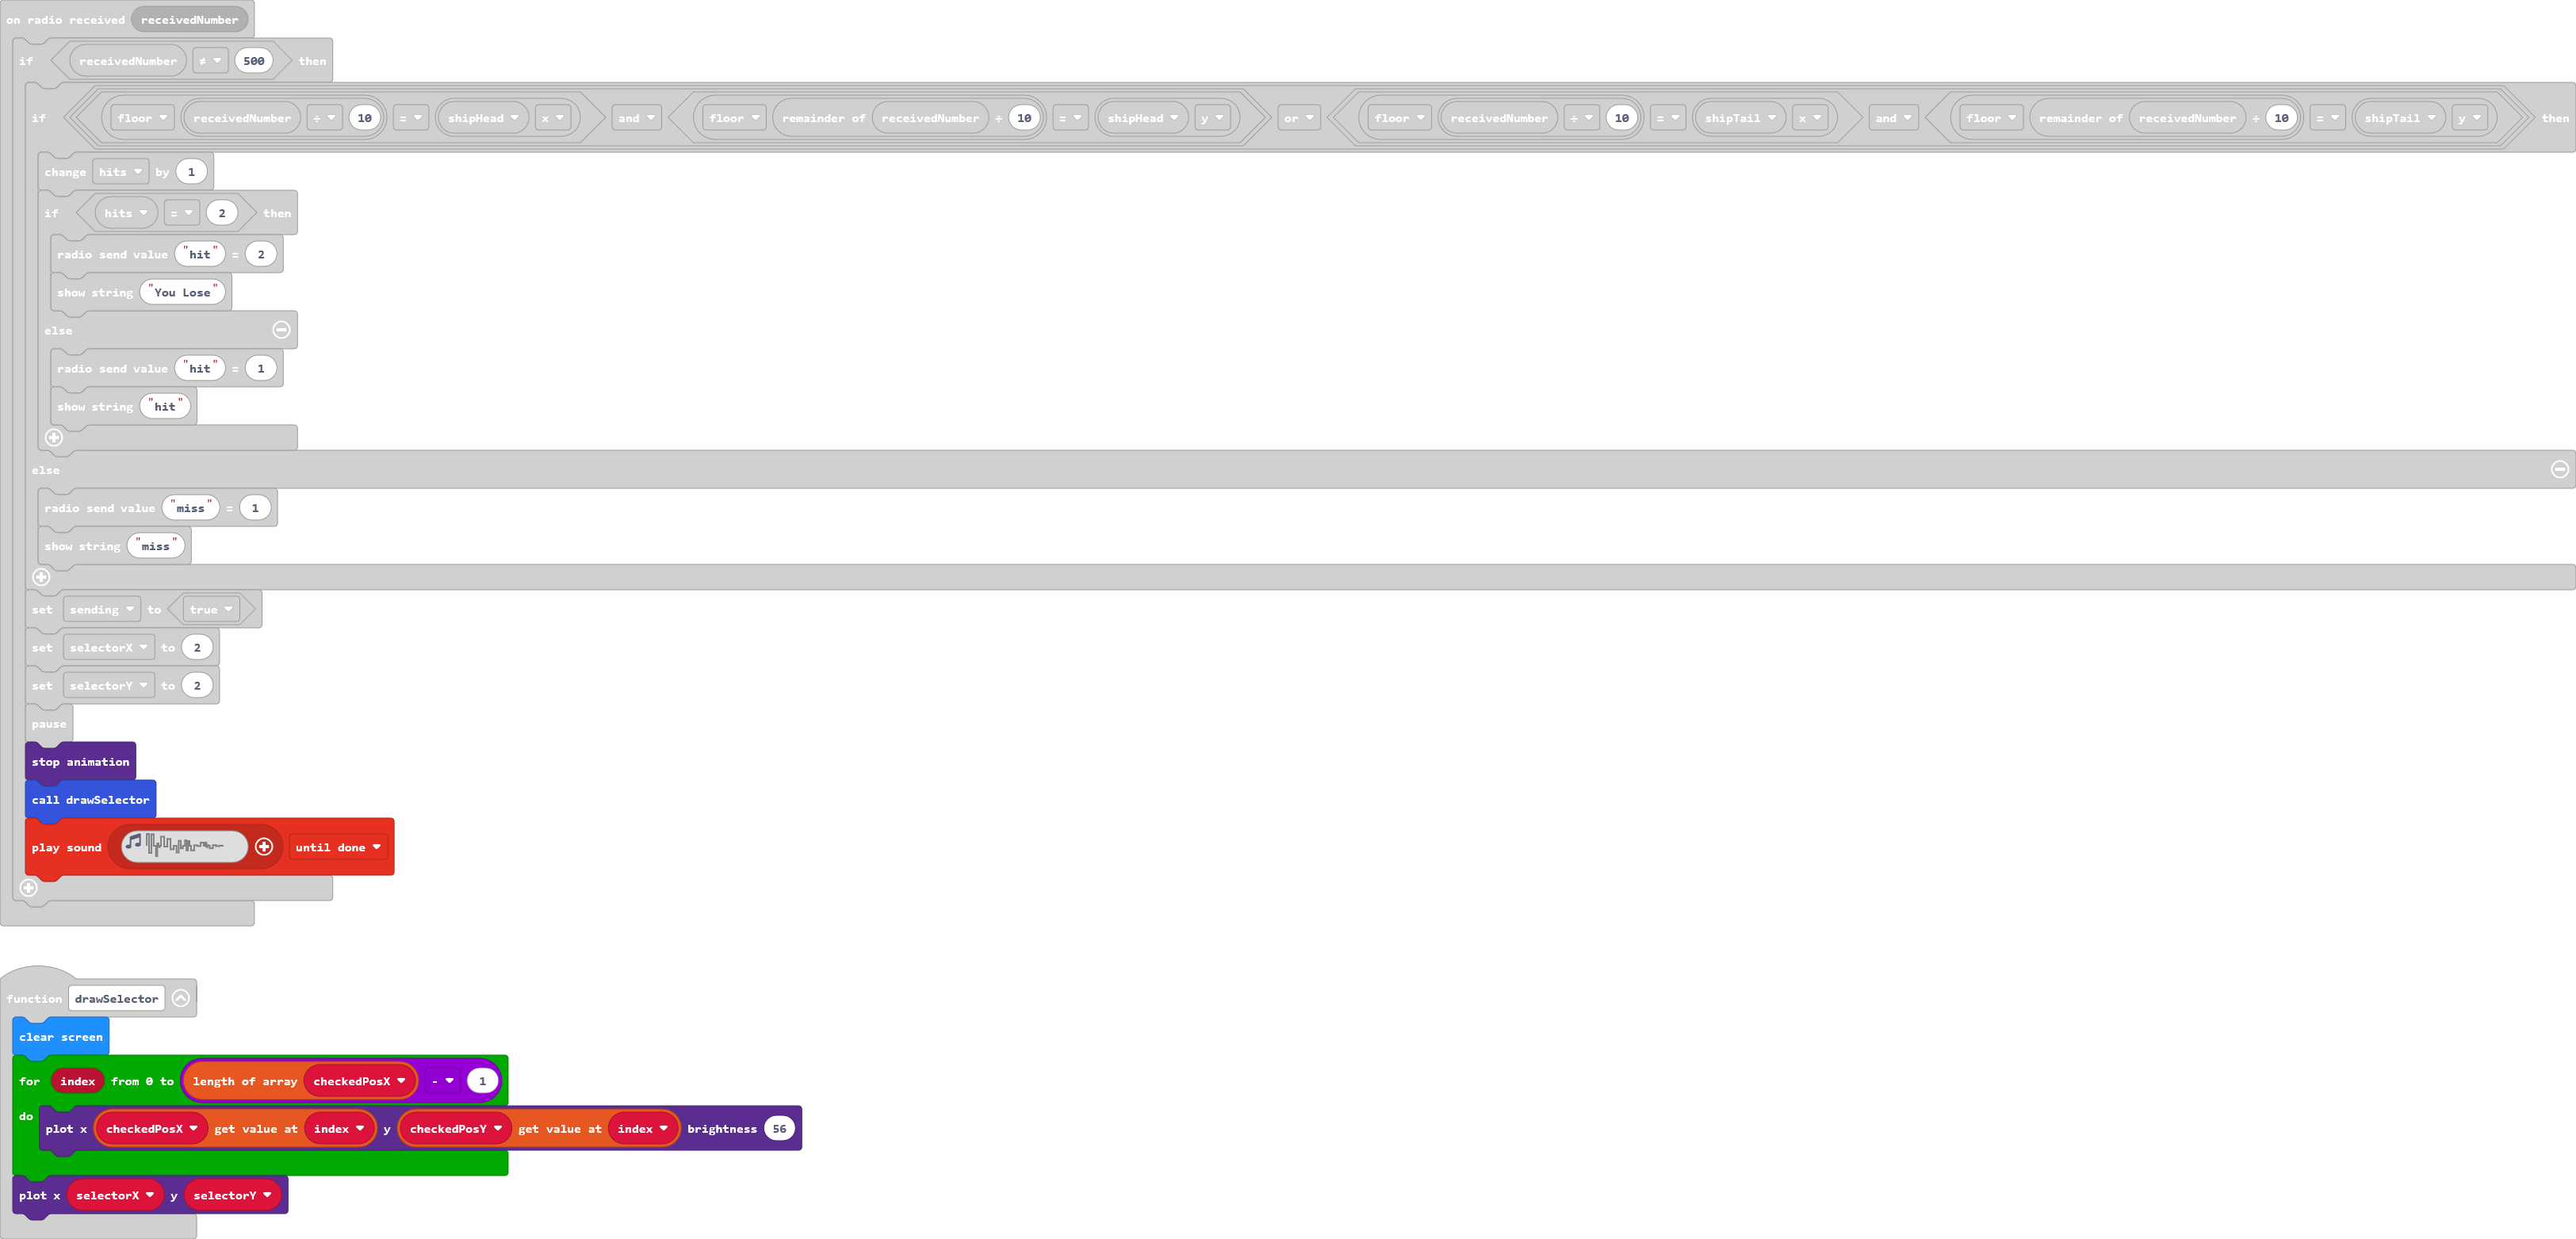 on radio received receivedNumber
if receivedNumber ≠ 500 then
if floor receivedNumber ÷ 10 = shipHead x and floor remainder of receivedNumber ÷ 10 = shipHead y or floor receivedNumber ÷ 10 = shipTail x and floor remainder of receivedNumber ÷ 10 = shipTail y then
change hits by 1
if hits = 2 then
radio send value "hit" = 2
show string "You Lose"
else
radio send value "hit" = 1
show string "hit"
else
radio send value "miss" = 1
show string "miss"
set sending to true
set selectorX to 2
set selectorY to 2
pause
stop animation
call drawSelector
play sound until done
function drawSelector
clear screen
for index from 0 to length of array checkedPosX - 1
do
plot x checkedPosX get value at index y checkedPosY get value at index brightness 56
plot x selectorX y selectorY